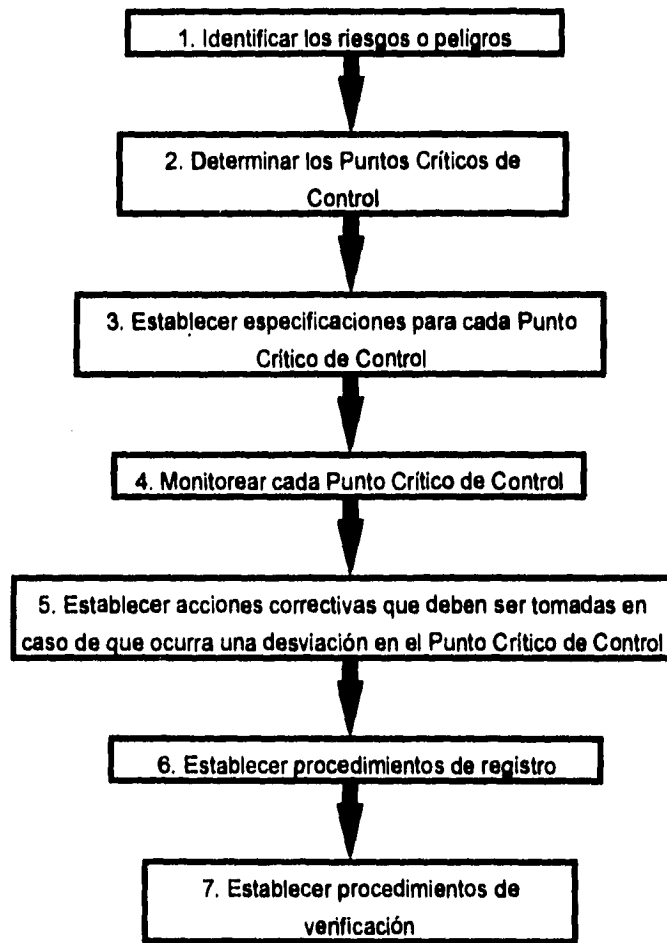 1. Identificar los riesgos o peligros
2. Determinar los Puntos Críticos de
Control
3. Establecer especificaciones para cada Punto
Crítico de Control
4. Monitorear cada Punto Crítico de Control
5. Establecer acciones correctivas que deben ser tomadas en
caso de que ocurra una desviación en el Punto Crítico de Control
6. Establecer procedimientos de registro
7. Establecer procedimientos de
verificación